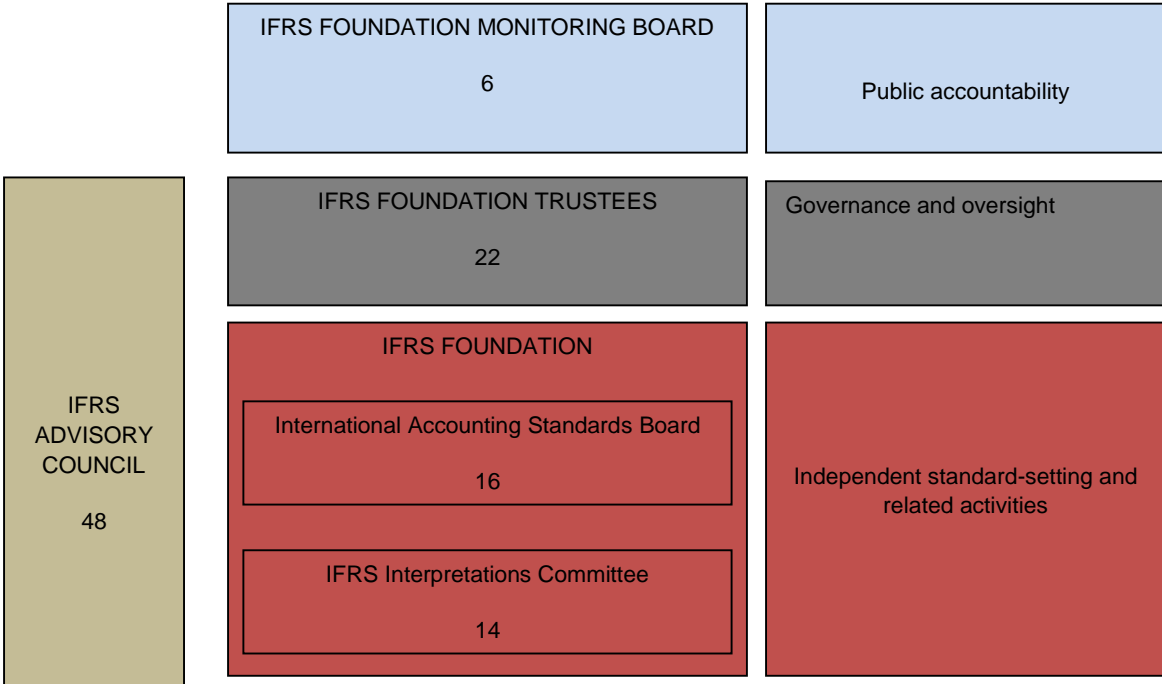 IFRS FOUNDATION MONITORING BOARD
6
Public accountability
IFRS FOUNDATION TRUSTEES
22
Governance and oversight
IFRS
ADVISORY
COUNCIL
48
IFRS FOUNDATION
International Accounting Standards Board
16
IFRS Interpretations Committee
14
Independent standard-setting and
related activities